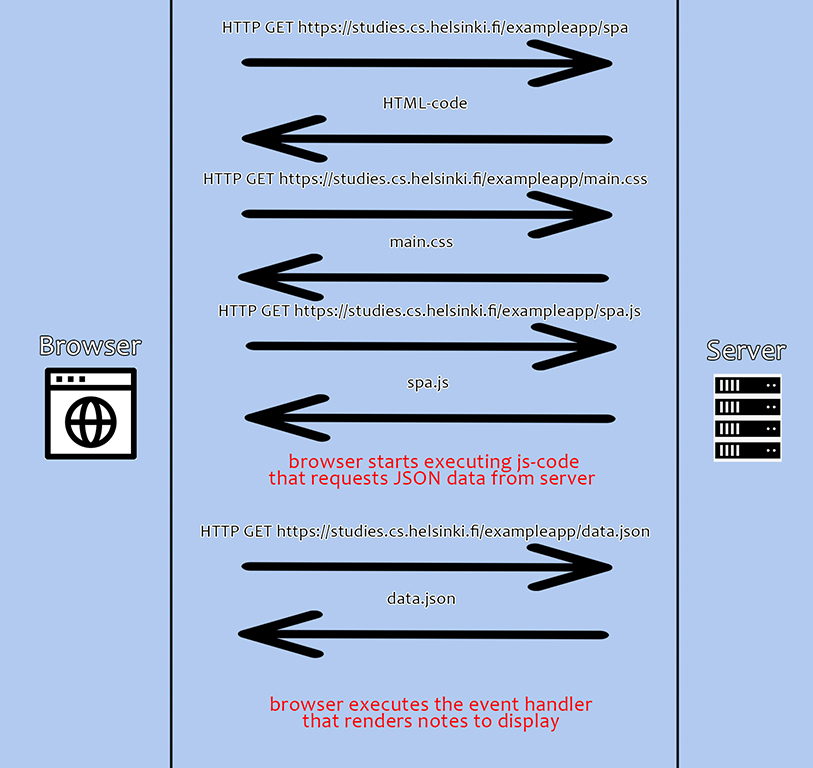 HTTP GET https://studies.cs.helsinki.fi/exampleapp/spa
HTML-code
HTTP GET https://studies.cs.helsinki.fi/exampleapp/main.css
main.css
HTTP GET https://studies.cs.helsinki.fi/exampleapp/spa.js
Browser
Server
spa.js
browser starts executing js-code
that requests JSON data from server
HTTP GET https://studies.cs.helsinki.fi/exampleapp/data.json
data.json
browser executes the event handler
that renders notes to display